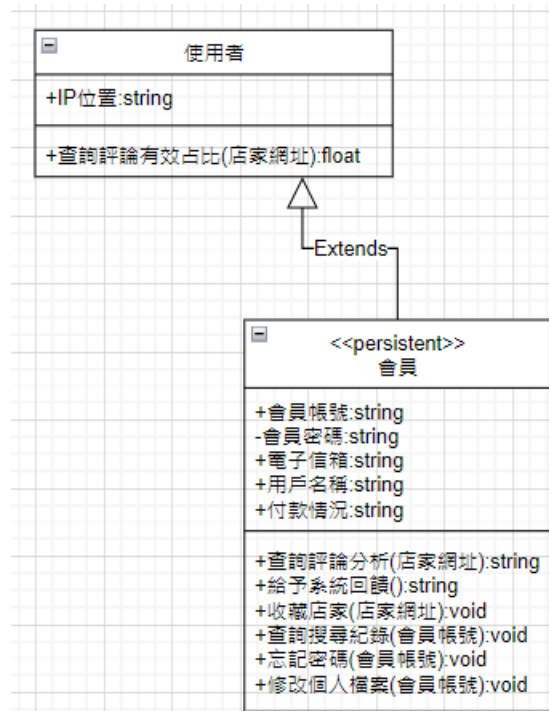 使用者
+IP位置:string
+查詢評論有效占比(店家網址):float
Extends
<<persistent>>
會員
+會員帳號:string
-會員密碼:string
+電子信箱:string
+用戶名稱:string
+付款情況:string
+查詢評論分析(店家網址):string
+給予系統回饋():string
+收藏店家(店家網址):void
+查詢搜尋紀錄(會員帳號):void
+忘記密碼(會員帳號):void
+修改個人檔案(會員帳號):void